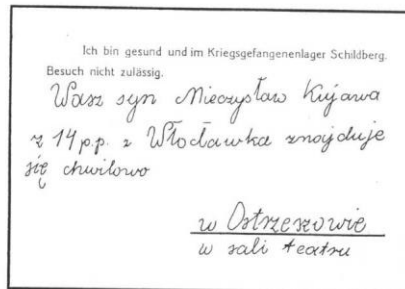 Ich bin gesund und im Kriegsgefangenenlager Schildberg.
Besuch nicht zulässig.
Wasz syn Mieczysław Kujawa
z 14 p.p. z Włocławka znajduje
się chwilowo
w Ostrzeszowie
w sali teatru